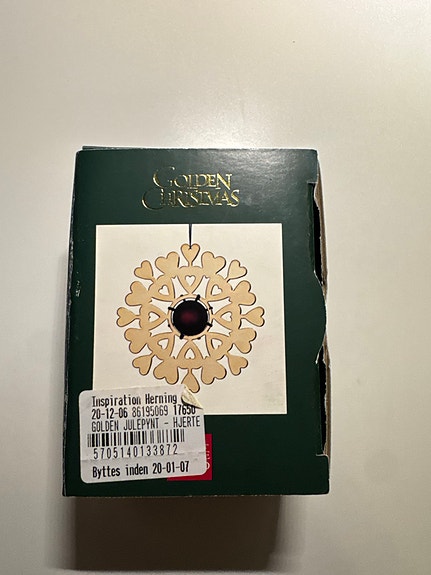 GOLDEN
CHRISTMAS
Inspiration Herning
20-12-06 86195069 17650
GOLDEN JULEPYNT - HJERTE
5705140133872
Byttes inden 20-01-07